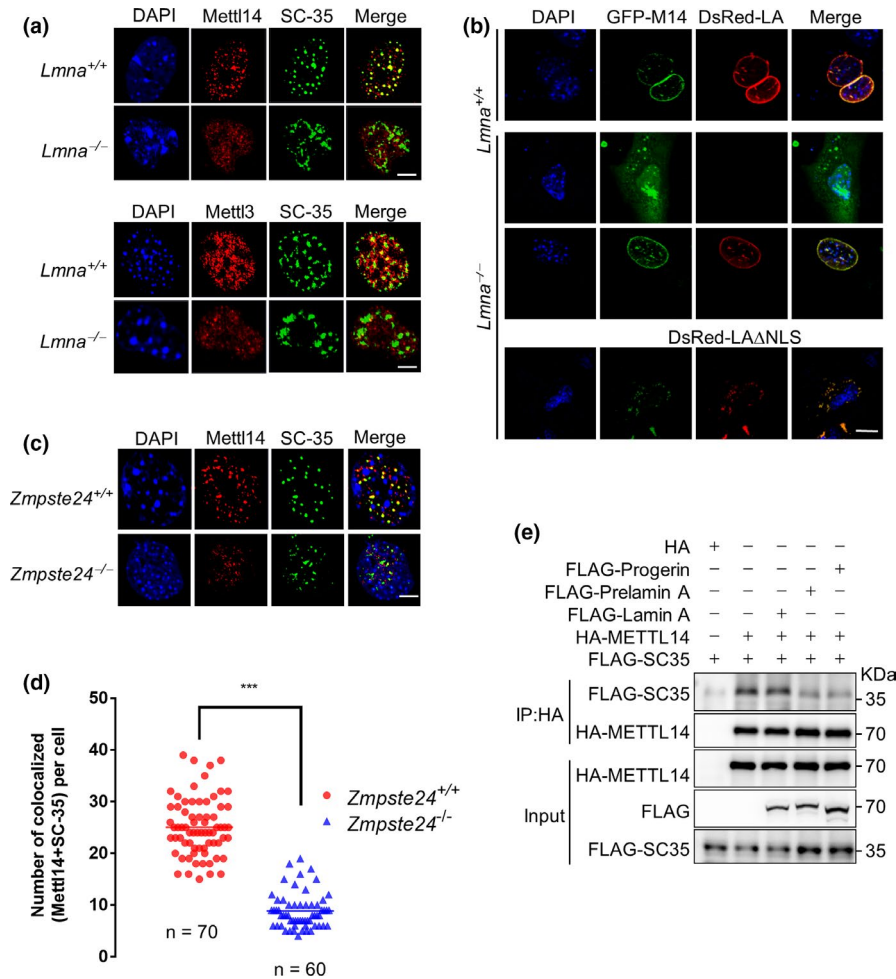 (a)
DAPI Mettl14 SC-35 Merge
Lmna+/+
Lmna−/−
DAPI Mettl3 SC-35 Merge
Lmna+/+
Lmna−/−
(b)
DAPI GFP-M14 DsRed-LA Merge
Lmna+/+
Lmna−/−
DsRed-LAΔNLS
(c)
DAPI Mettl14 SC-35 Merge
Zmpste24+/+
Zmpste24−/−
(d)
Number of colocalized
(Mettl14+SC-35) per cell
50
40
30
20
10
0
***
Zmpste24+/+
Zmpste24-/-
n = 70
n = 60
(e)
HA + − − − −
FLAG-Progerin − − − − +
FLAG-Prelamin A − − − + −
FLAG-Lamin A − − + − −
HA-METTL14 − + + + +
FLAG-SC35 + + + + +
KDa
IP:HA
FLAG-SC35 35
HA-METTL14 70
Input
HA-METTL14 70
FLAG 70
FLAG-SC35 35